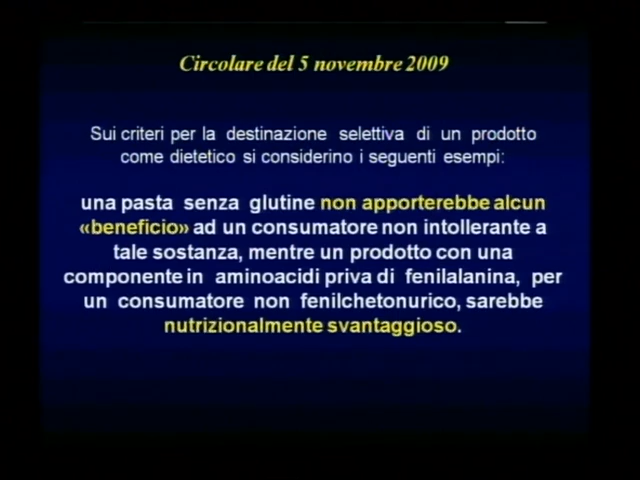 Circolare del 5 novembre 2009
Sui criteri per la destinazione selettiva di un prodotto
come dietetico si considerino i seguenti esempi:
una pasta senza glutine non apporterebbe alcun
«beneficio» ad un consumatore non intollerante a
tale sostanza, mentre un prodotto con una
componente in aminoacidi priva di fenilalanina, per
un consumatore non fenilchetonurico, sarebbe
nutrizionalmente svantaggioso.